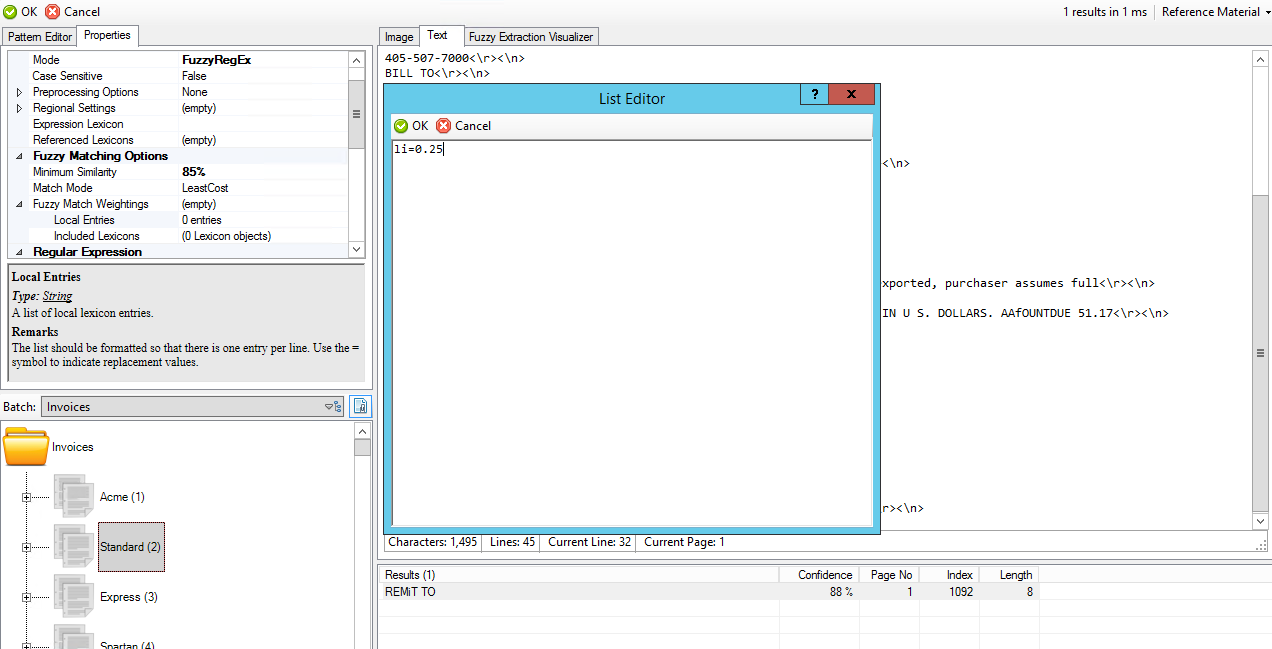 OK Cancel
1 results in 1 ms Reference Material
Pattern Editor Properties
Image Text Fuzzy Extraction Visualizer
Mode FuzzyRegEx
Case Sensitive False
Preprocessing Options None
Regional Settings (empty)
Expression Lexicon
Referenced Lexicons (empty)
Fuzzy Matching Options
Minimum Similarity 85%
Match Mode LeastCost
Fuzzy Match Weightings (empty)
Local Entries 0 entries
Included Lexicons (0 Lexicon objects)
Regular Expression
Local Entries
Type: String
A list of local lexicon entries.
Remarks
The list should be formatted so that there is one entry per line. Use the =
symbol to indicate replacement values.
Batch: Invoices
Invoices
Acme (1)
Standard (2)
Express (3)
Spartan (4)
405-507-7000<\r><\n>
BILL TO<\r><\n>
List Editor
? x
OK Cancel
li=0.25
<\n>
xported, purchaser assumes full<\r><\n>
IN U S. DOLLARS. AAfOUNTDUE 51.17<\r><\n>
r><\n>
Characters: 1,495 Lines: 45 Current Line: 32 Current Page: 1
Results (1) Confidence Page No Index Length
REMiT TO 88 % 1 1092 8